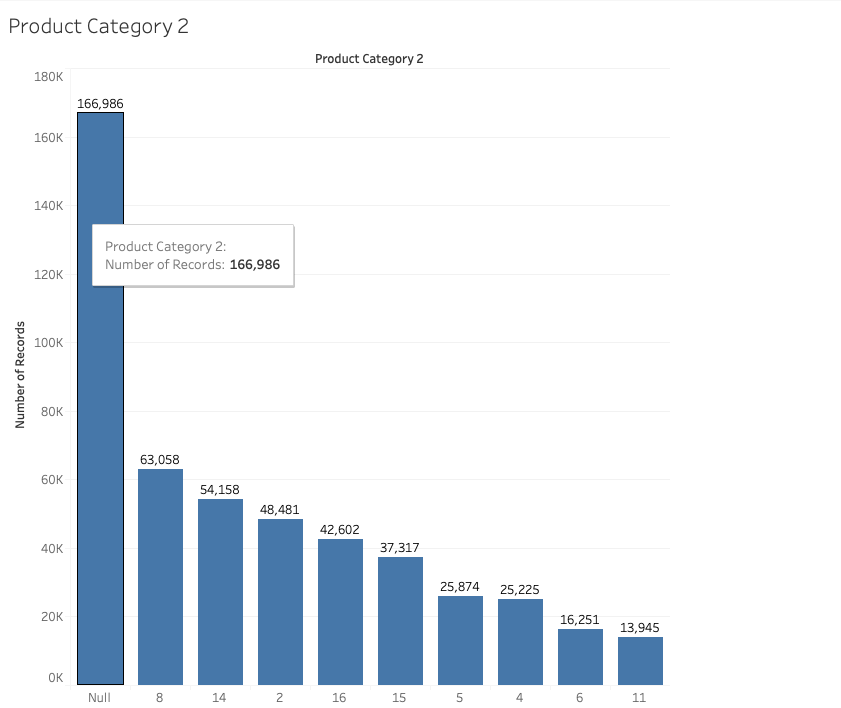 Product Category 2
Product Category 2
180K
166,986
160K
140K
Product Category 2:
Number of Records: 166,986
120K
100K
Number of Records
80K
63,058
60K
54,158
48,481
42,602
40K
37,317
25,874
25,225
20K
16,251
13,945
0K
Null 8 14 2 16 15 5 4 6 11